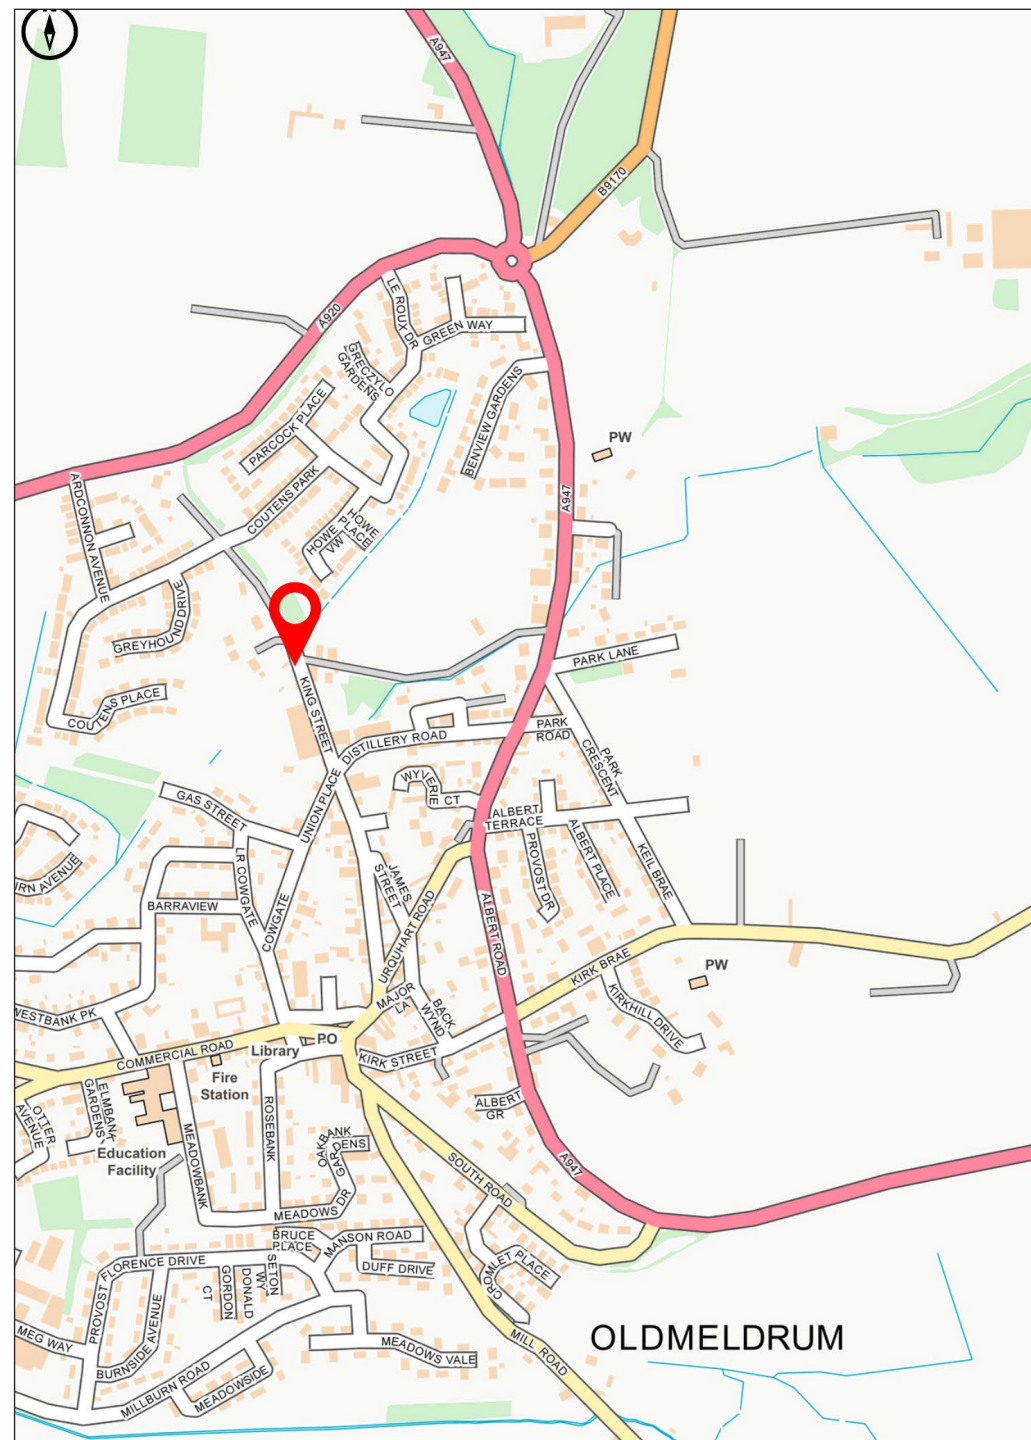 A947
B9170
A920
LE ROUX DR
GREEN WAY
GRECZYLO
GARDENS
PARCOCK PLACE
BENVIEW GARDENS
PW
ARDCONNON AVENUE
COUTENS PARK
A947
HOWE
PLACE
HOWE
VW
GREYHOUND DRIVE
PARK LANE
COUTENS PLACE
KING STREET
DISTILLERY ROAD
PARK
ROAD
PARK
CRESCENT
WYVERIE
CT
GAS STREET
UNION PLACE
ALBERT
TERRACE
PROVOST DR
ALBERT PLACE
KEIL BRAE
LR COWGATE
JAMES
STREET
BARRAVIEW
COWGATE
URQUHART ROAD
ALBERT ROAD
KIRK BRAE
PW
KIRKHILL DRIVE
MAJOR
LA
BACK
WYND
WESTBANK PK
COMMERCIAL ROAD
Library
PO
KIRK STREET
Fire
Station
ELMBANK
GARDENS
OTTER
AVENUE
ROSEBANK
ALBERT
GR
Education
Facility
MEADOWBANK
OAKBANK
GARDENS
SOUTH ROAD
A947
MEADOWS DR
BRUCE
PLACE
MANSON ROAD
DUFF DRIVE
CROMLET PLACE
PROVOST
FLORENCE DRIVE
GORDON
CT
DONALD
WY
SETON
BURNSIDE AVENUE
MEG WAY
MILLBURN ROAD
MEADOWSIDE
MEADOWS VALE
MILL ROAD
OLDMELDRUM